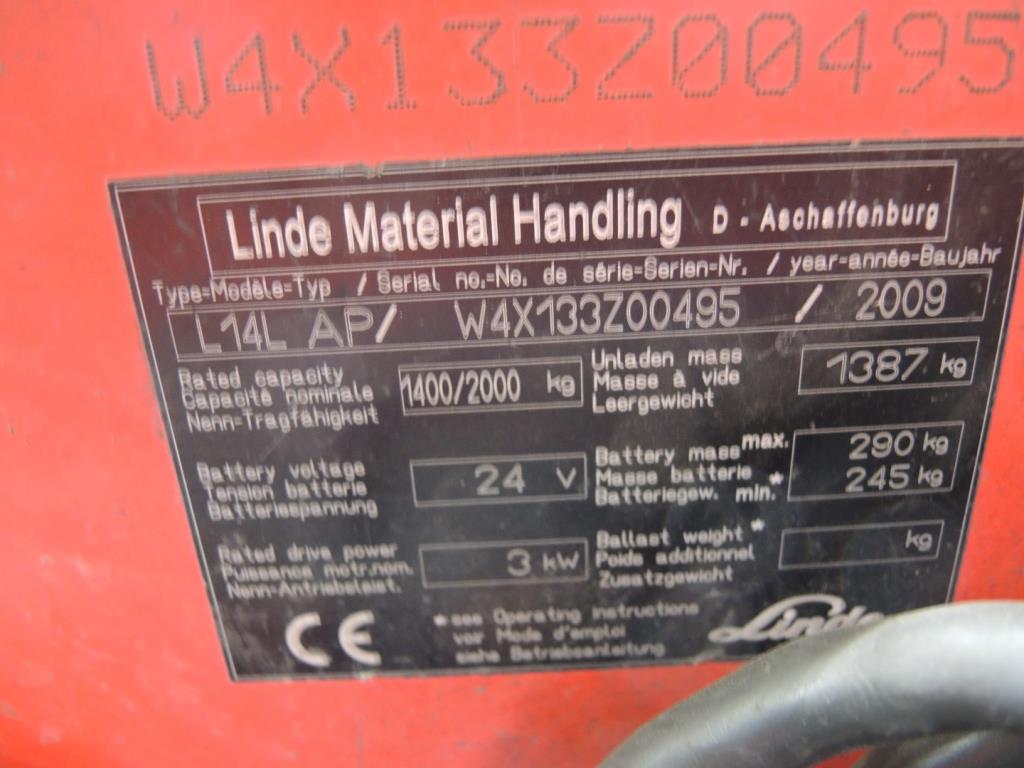 W4X133Z00495
Linde Material Handling D - Aschaffenburg
Type-Modèle-Typ / Serial no.-No. de série-Serien-Nr. / year-année-Baujahr
L14L AP/ W4X133Z00495 / 2009
Rated capacity
Capacité nominale
Nenn-Tragfähigkeit
1400/2000 kg
Unladen mass
Masse à vide
Leergewicht
1387 kg
Battery voltage
Tension batterie
Batteriespannung
24 V
Battery mass max. 290 kg
Masse batterie * 245 kg
Batteriegew. min.
Rated drive power
Puissance motr.nom.
Nenn-Antriebsleist.
3 kW
Ballast weight *
Poids additionnel
Zusatzgewicht
kg
CE
*see Operating instructions
voir Mode d'emploi
siehe Betriebsanleitung
Linde